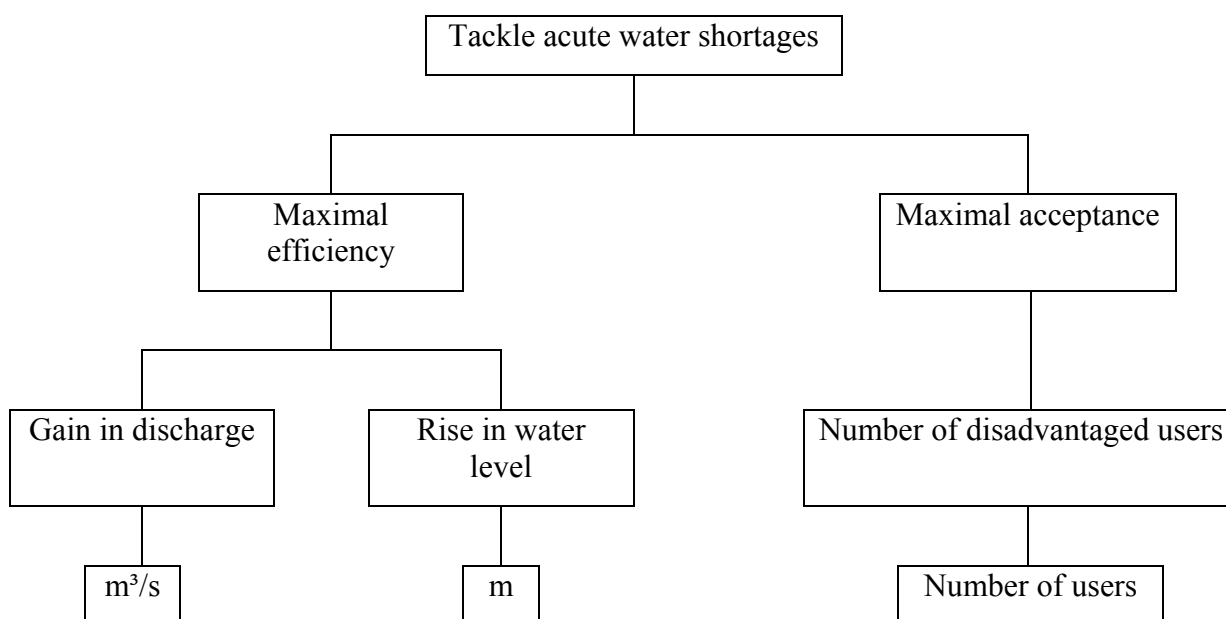 Tackle acute water shortages
Maximal
efficiency
Maximal acceptance
Gain in discharge
Rise in water
level
Number of disadvantaged users
m³/s
m
Number of users